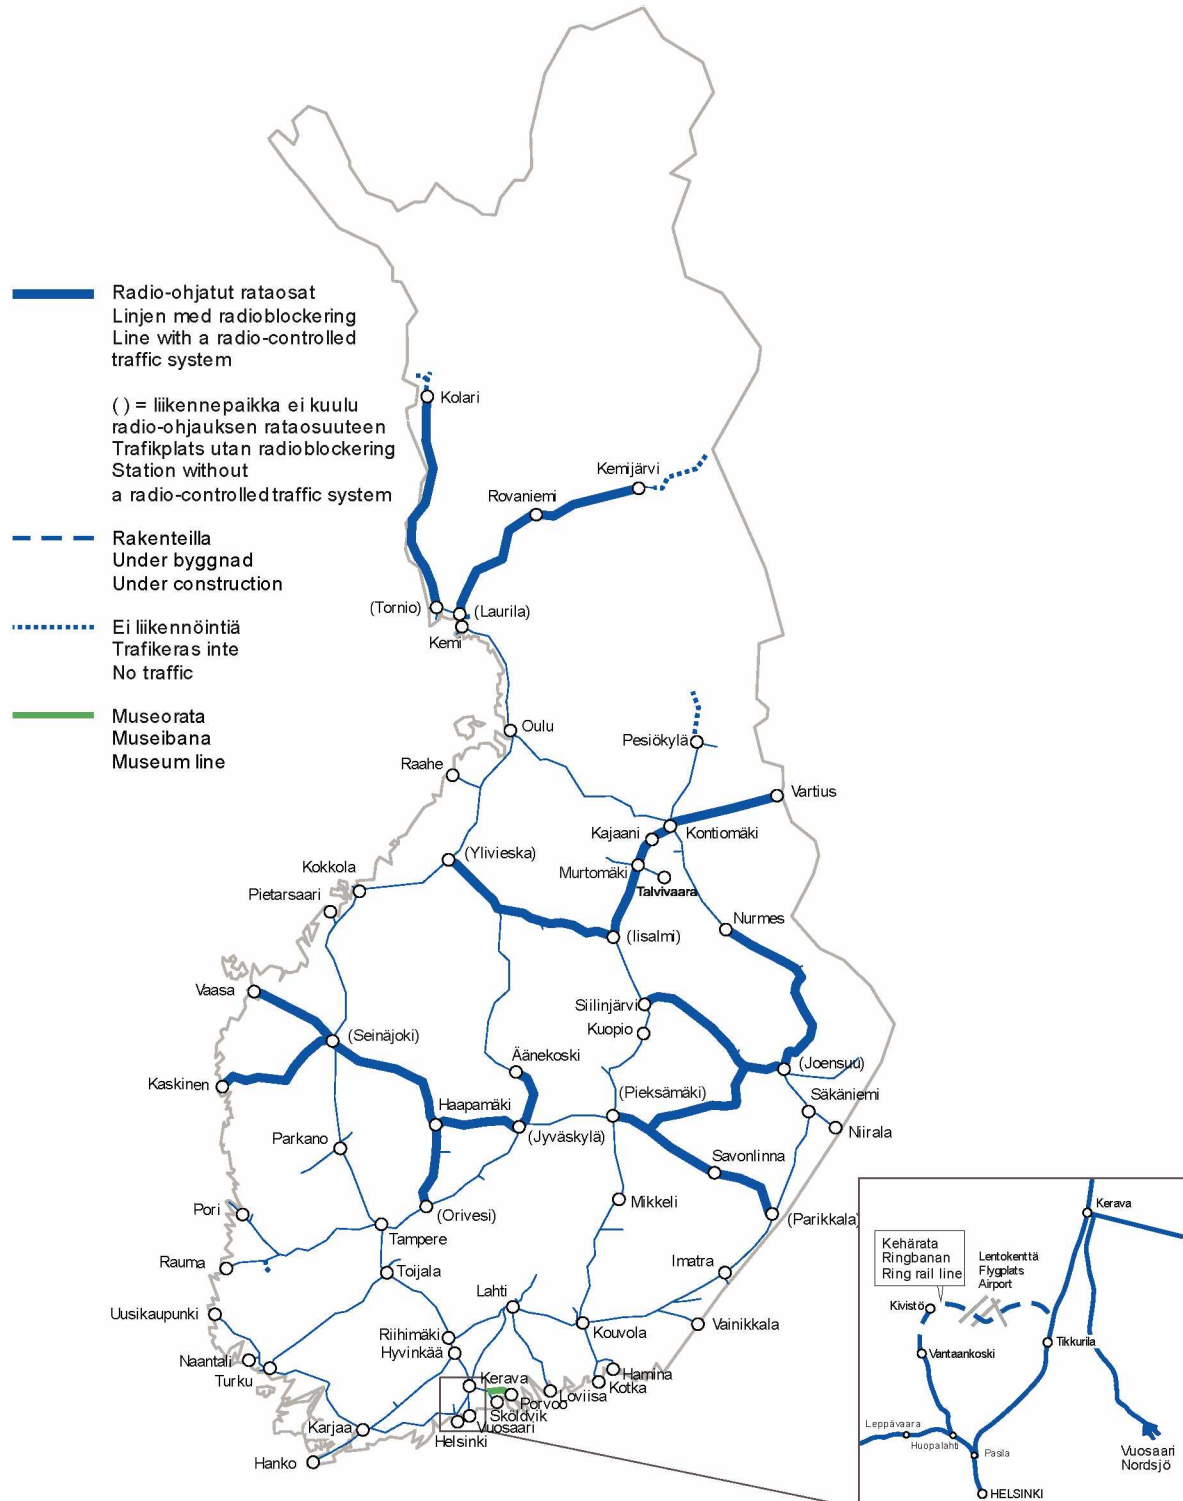 Radio-ohjatut rataosat
Linjen med radioblockering
Line with a radio-controlled
traffic system
( ) = liikennepaikka ei kuulu
radio-ohjauksen rataosuuteen
Trafikplats utan radioblockering
Station without
a radio-controlled traffic system
Rakenteilla
Under byggnad
Under construction
Ei liikennöintiä
Trafikeras inte
No traffic
Museorata
Museibana
Museum line
Kolari
Kemijärvi
Rovaniemi
(Tornio)
(Laurila)
Kemi
Oulu
Pesiökylä
Raahe
Vartius
Kajaani
Kontiomäki
(Ylivieska)
Murtomäki
Talvivaara
Kokkola
Pietarsaari
Nurmes
(Iisalmi)
Vaasa
Siilinjärvi
Kuopio
(Seinäjoki)
Äänekoski
(Joensuu)
Kaskinen
(Pieksämäki)
Säkäniemi
Haapamäki
(Jyväskylä)
Niirala
Parkano
Savonlinna
Mikkeli
Pori
(Orivesi)
(Parikkala)
Tampere
Rauma
Toijala
Imatra
Lahti
Uusikaupunki
Riihimäki
Kouvola
Vainikkala
Hyvinkää
Naantali
Turku
Kerava
Hamina
Kotka
Loviisa
Porvoo
Sköldvik
Vuosaari
Karjaa
Helsinki
Hanko
Kerava
Kehärata
Ringbanan
Ring rail line
Lentokenttä
Flygplats
Airport
Kivistö
Tikkurila
Vantaankoski
Leppävaara
Huopalahti
Pasila
Vuosaari
Nordsjö
HELSINKI